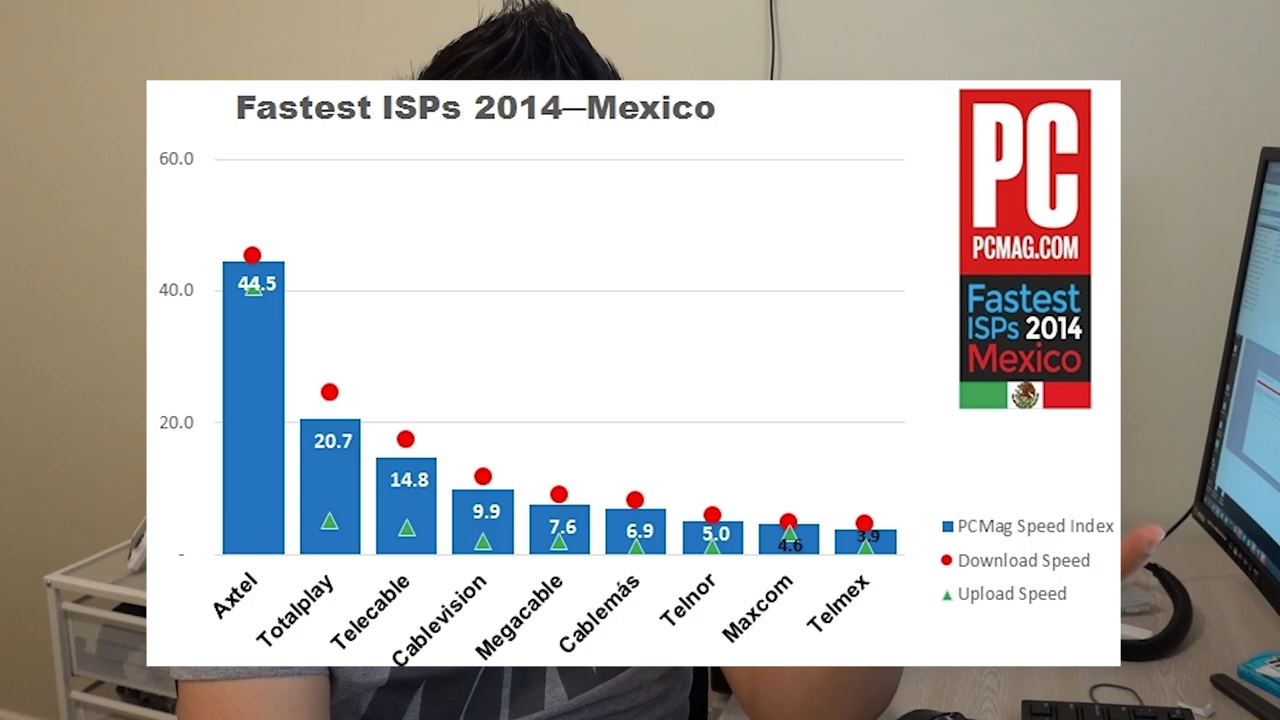 Fastest ISPs 2014—Mexico
60.0
40.0
20.0
-
44.5
20.7
14.8
9.9
7.6
6.9
5.0
4.6
3.9
Axtel
Totalplay
Telecable
Cablevision
Megacable
Cablemás
Telnor
Maxcom
Telmex
PC
PCMAG.COM
Fastest
ISPs 2014
Mexico
PCMag Speed Index
Download Speed
Upload Speed